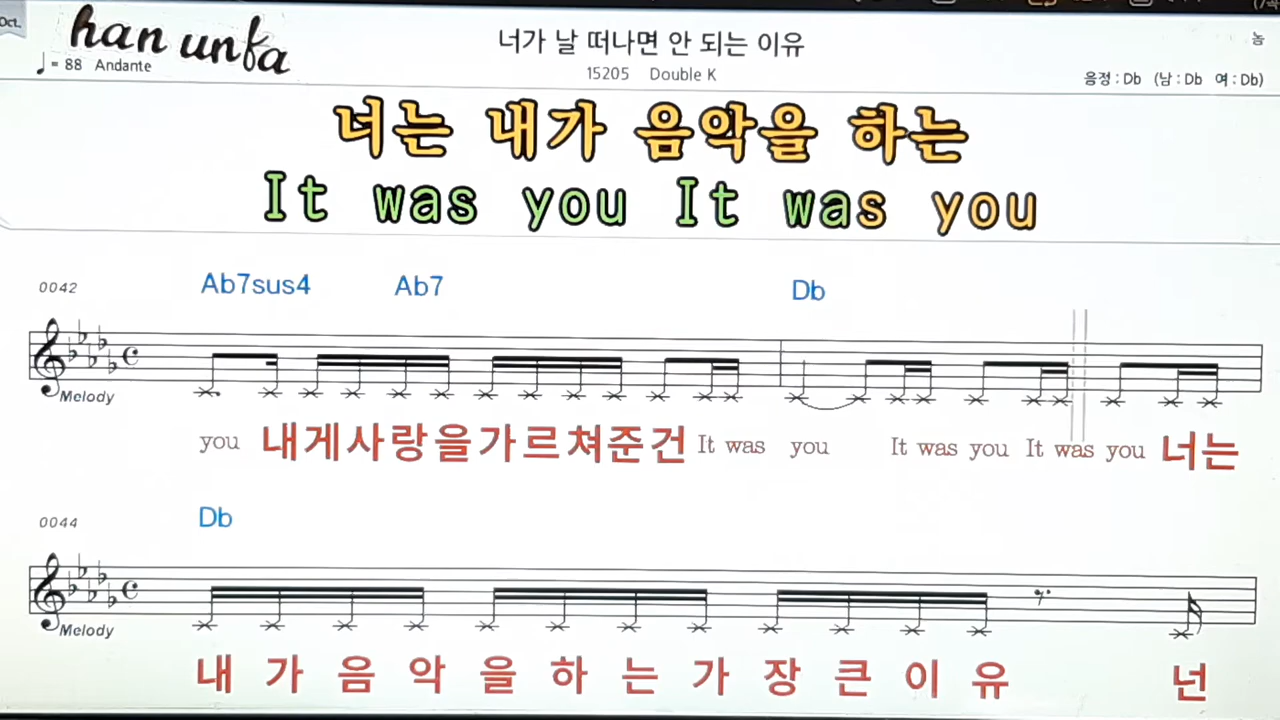 Oct.
han unfa
♩= 88 Andante
너가 날 떠나면 안 되는 이유
15205 Double K
농
음정 : Db (남 : Db 여 : Db)
너는 내가 음악을 하는
It was you It was you
0042 Ab7sus4 Ab7 Db
Melody
you 내게사랑을가르쳐준건 It was you It was you It was you 너는
0044 Db
Melody
내 가 음 악 을 하 는 가 장 큰 이 유 넌